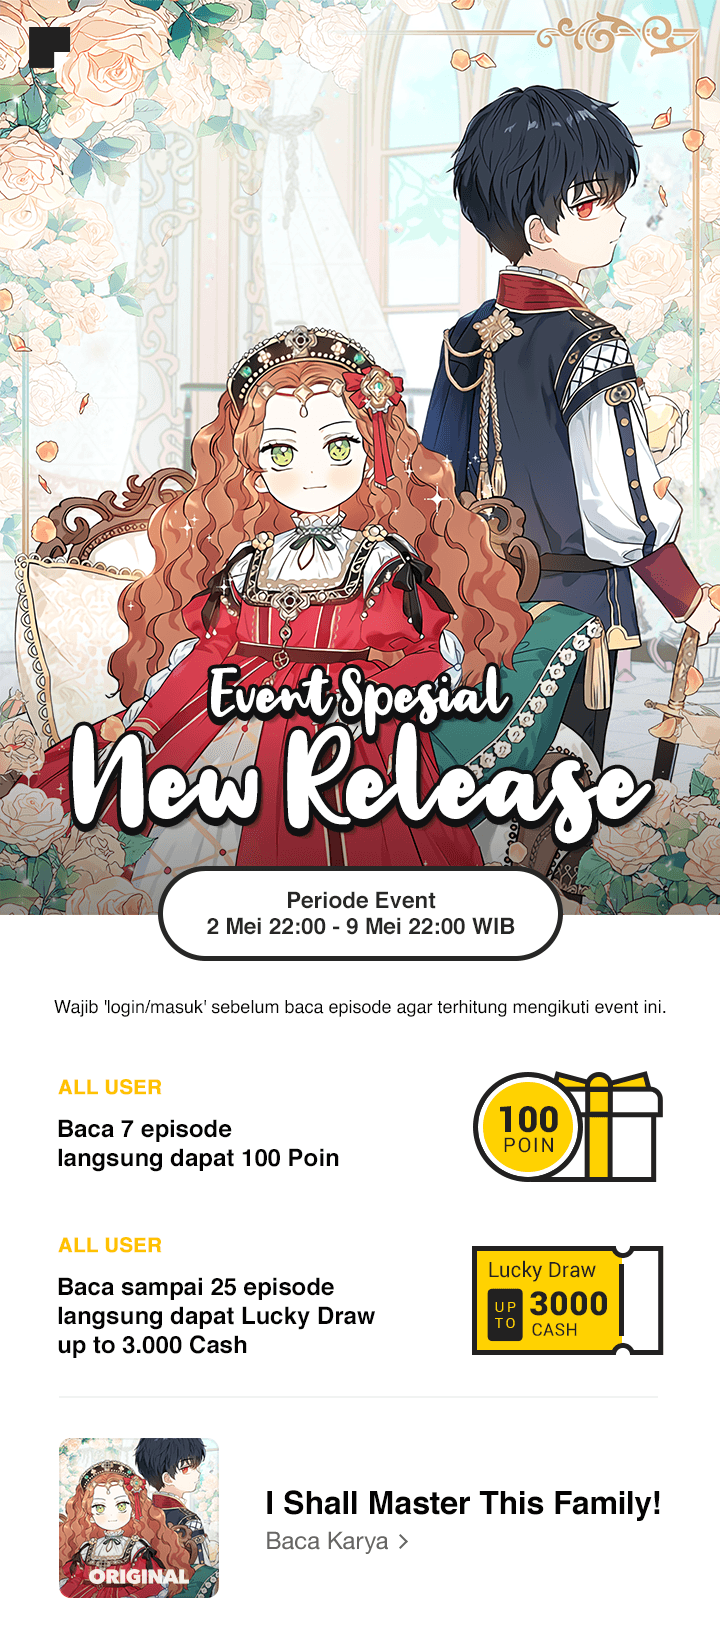 Event Spesial
New Release
Periode Event
2 Mei 22:00 - 9 Mei 22:00 WIB
Wajib 'login/masuk' sebelum baca episode agar terhitung mengikuti event ini.
ALL USER
Baca 7 episode
langsung dapat 100 Poin
100
POIN
ALL USER
Baca sampai 25 episode
langsung dapat Lucky Draw
up to 3.000 Cash
Lucky Draw
UP TO 3000
CASH
ORIGINAL
I Shall Master This Family!
Baca Karya >